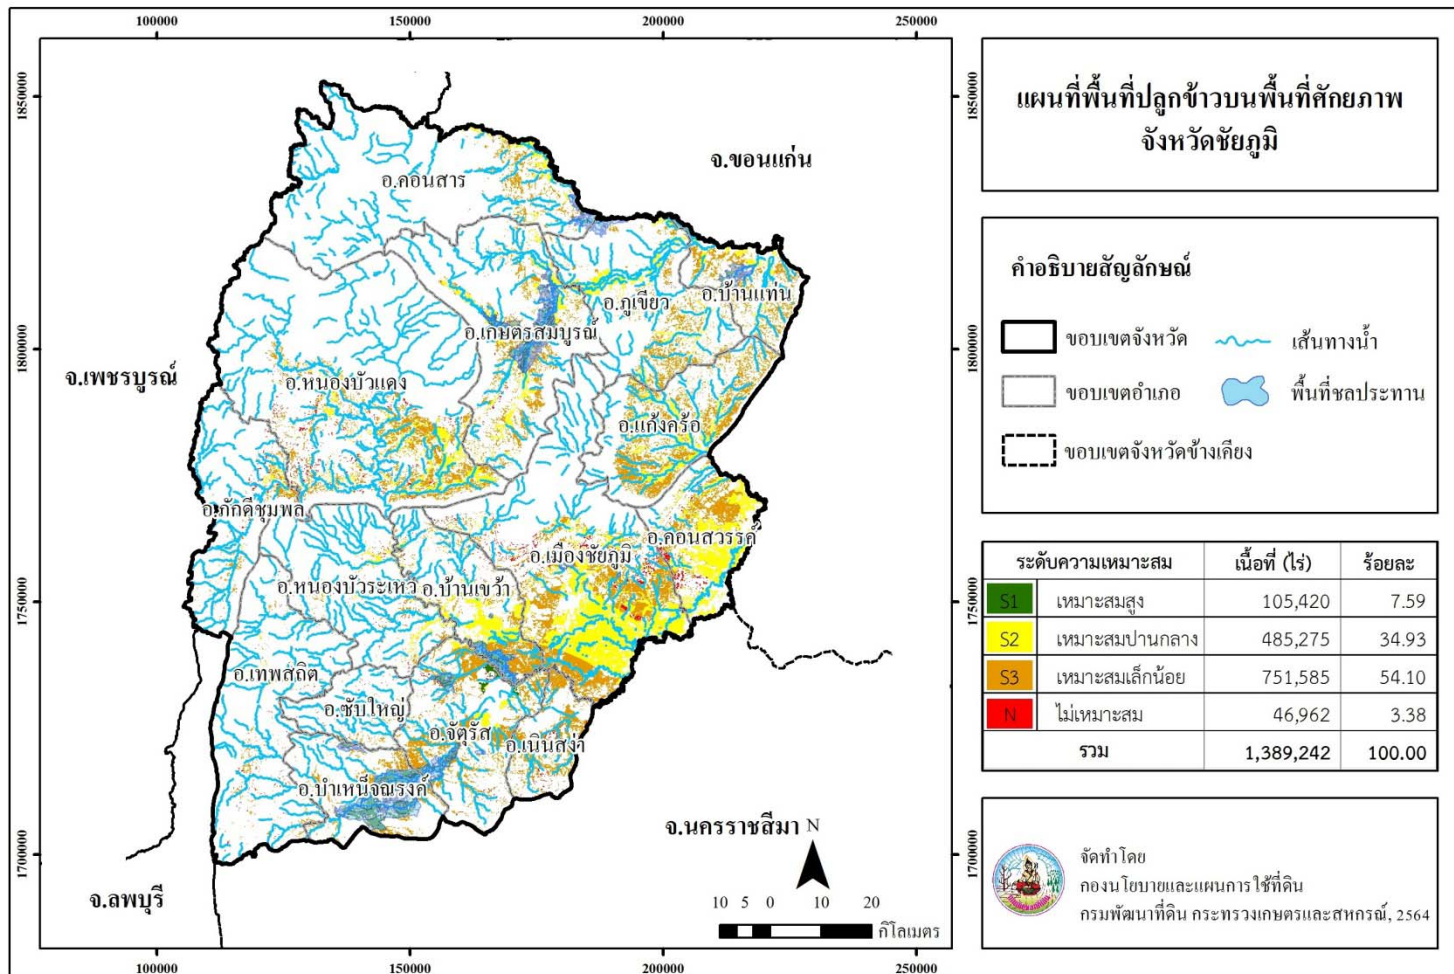 100000 150000 200000 250000
1850000
1800000
1750000
1700000
จ.ขอนแก่น
อ.คอนสาร
อ.ภูเขียว
อ.บ้านแท่น
อ.เกษตรสมบูรณ์
จ.เพชรบูรณ์
อ.หนองบัวแดง
อ.แก้งคร้อ
อ.ภักดีชุมพล
อ.คอนสวรรค์
อ.เมืองชัยภูมิ
อ.หนองบัวระเหว
อ.บ้านเขว้า
อ.เทพสถิต
อ.ซับใหญ่
อ.จัตุรัส
อ.เนินสง่า
อ.บำเหน็จณรงค์
จ.นครราชสีมา
N
จ.ลพบุรี
10 5 0 10 20
กิโลเมตร
1850000
1800000
1750000
1700000
100000 150000 200000 250000
แผนที่พื้นที่ปลูกข้าวบนพื้นที่ศักยภาพ
จังหวัดชัยภูมิ
คำอธิบายสัญลักษณ์
ขอบเขตจังหวัด เส้นทางน้ำ
ขอบเขตอำเภอ พื้นที่ชลประทาน
ขอบเขตจังหวัดข้างเคียง
ระดับความเหมาะสม เนื้อที่ (ไร่) ร้อยละ
S1 เหมาะสมสูง 105,420 7.59
S2 เหมาะสมปานกลาง 485,275 34.93
S3 เหมาะสมเล็กน้อย 751,585 54.10
N ไม่เหมาะสม 46,962 3.38
รวม 1,389,242 100.00
จัดทำโดย
กองนโยบายและแผนการใช้ที่ดิน
กรมพัฒนาที่ดิน กระทรวงเกษตรและสหกรณ์, 2564